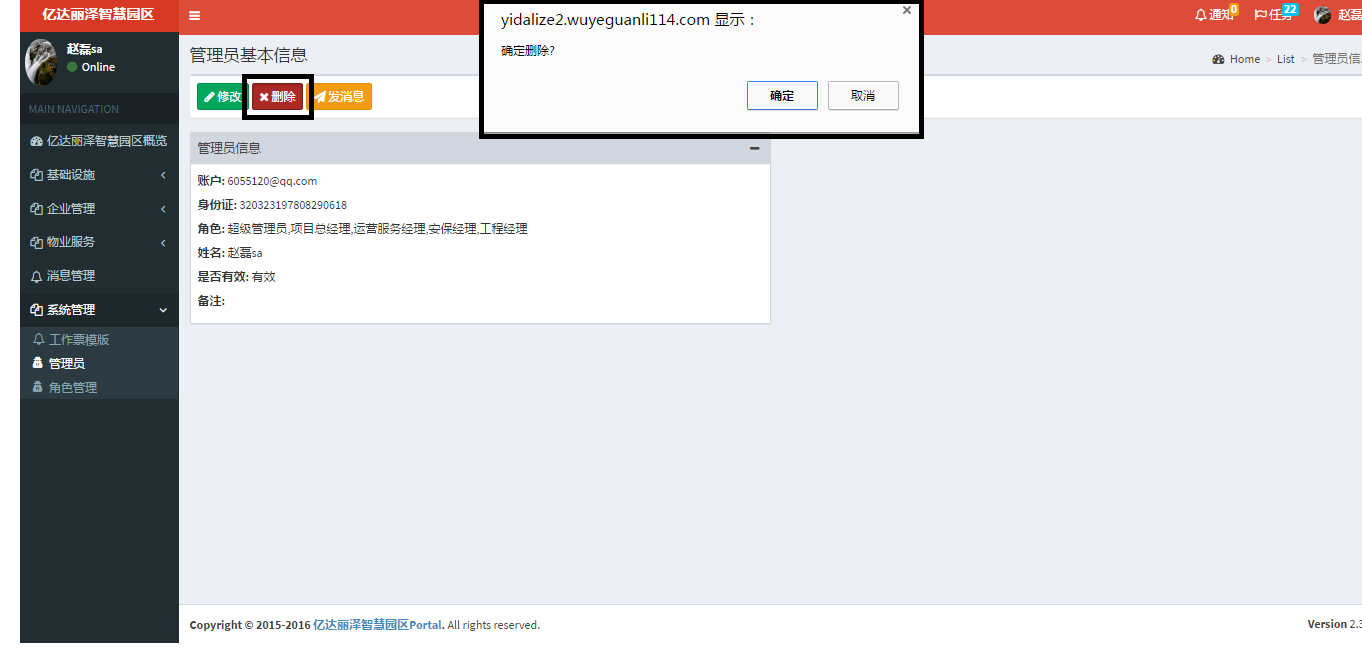 亿达丽泽智慧园区
yidalize2.wuyeguanli114.com 显示：
确定删除?
确定 取消
通知 0
任务 22
赵磊
赵磊sa
Online
MAIN NAVIGATION
亿达丽泽智慧园区概览
基础设施
企业管理
物业服务
消息管理
系统管理
工作票模版
管理员
角色管理
管理员基本信息
Home > List > 管理员信
修改 删除 发消息
管理员信息
账户: 6055120@qq.com
身份证: 320323197808290618
角色: 超级管理员,项目总经理,运营服务经理,安保经理,工程经理
姓名: 赵磊sa
是否有效: 有效
备注:
Copyright © 2015-2016 亿达丽泽智慧园区Portal. All rights reserved.
Version 2.3